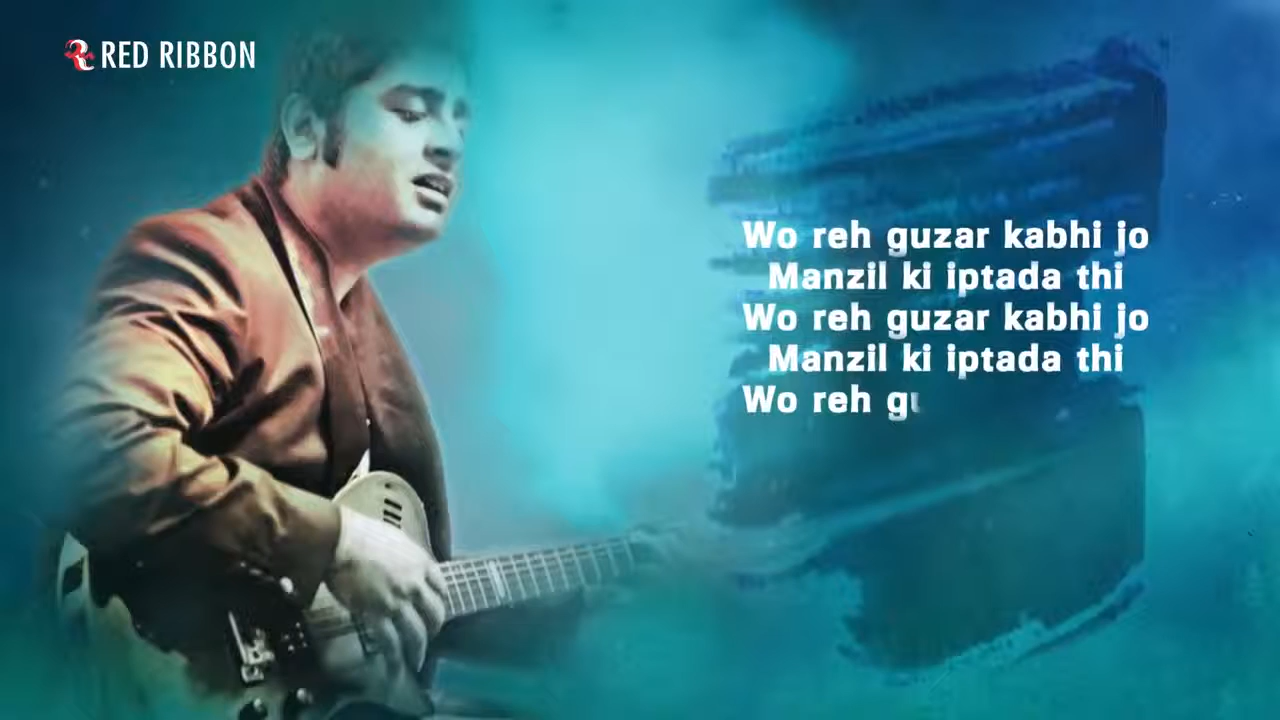 RED RIBBON
Wo reh guzar kabhi jo
Manzil ki iptada thi
Wo reh guzar kabhi jo
Manzil ki iptada thi
Wo reh gu